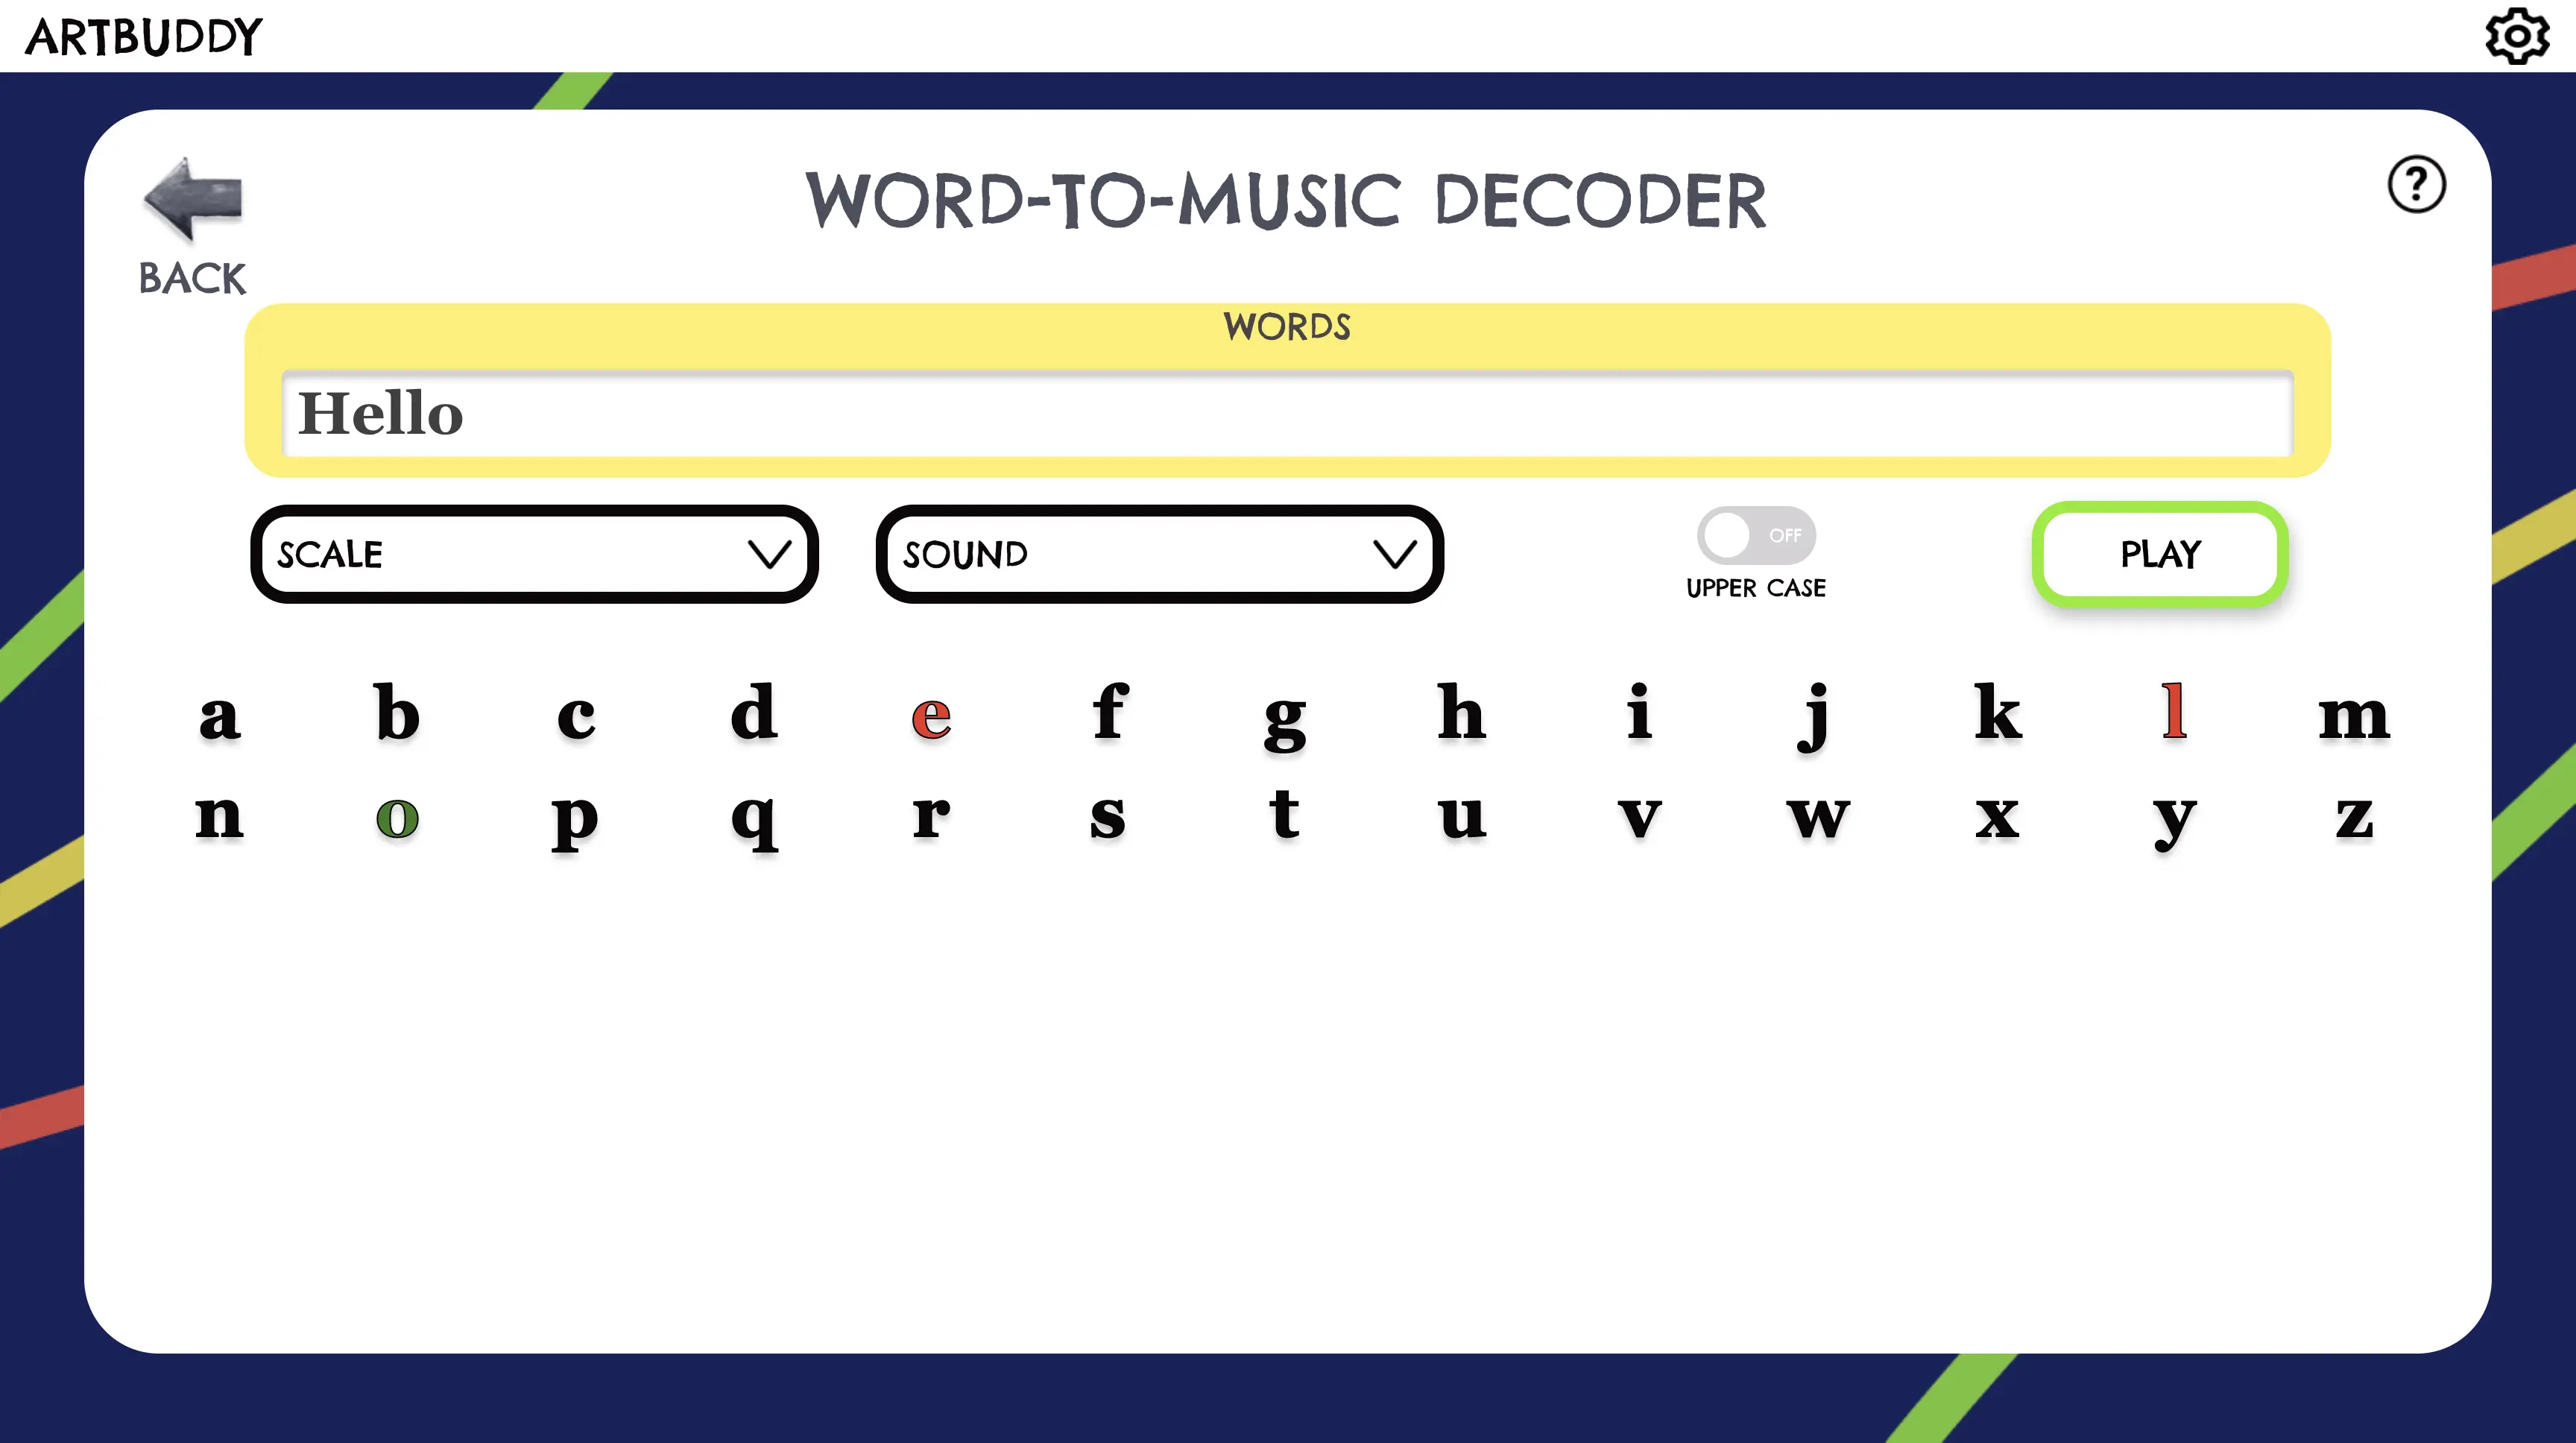 ARTBUDDY
WORD-TO-MUSIC DECODER
?
BACK
WORDS
Hello
SCALE
SOUND
OFF
UPPER CASE
PLAY
a b c d e f g h i j k l m
n o p q r s t u v w x y z